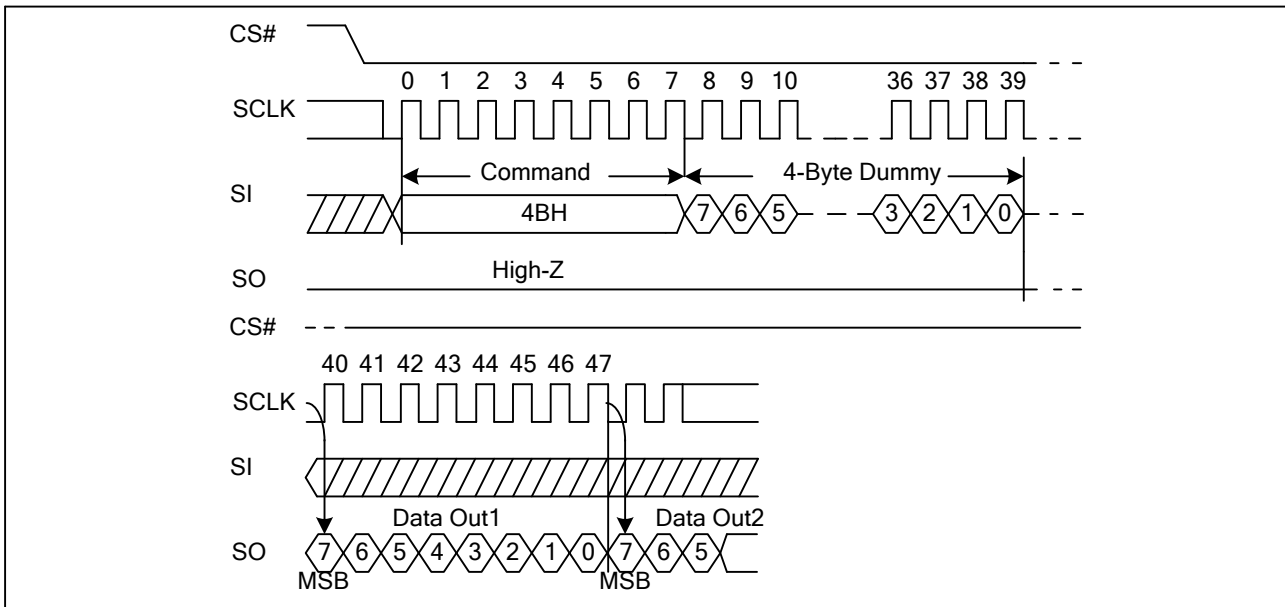 CS#
0 1 2 3 4 5 6 7 8 9 10 36 37 38 39
SCLK
Command 4-Byte Dummy
SI
4BH 7 6 5 3 2 1 0
High-Z
SO
CS#
40 41 42 43 44 45 46 47
SCLK
SI
Data Out1 Data Out2
SO 7 6 5 4 3 2 1 0 7 6 5
MSB MSB